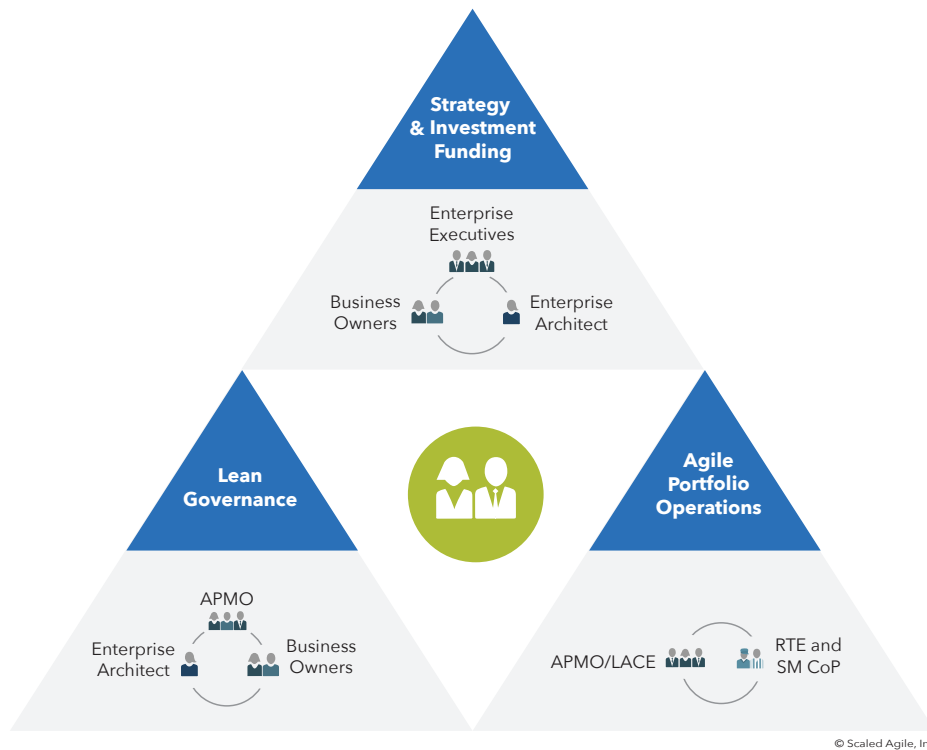 Strategy
& Investment
Funding
Enterprise
Executives
Business
Owners
Enterprise
Architect
Lean
Governance
Agile
Portfolio
Operations
APMO
Enterprise
Architect
Business
Owners
APMO/LACE
RTE and
SM CoP
© Scaled Agile, In